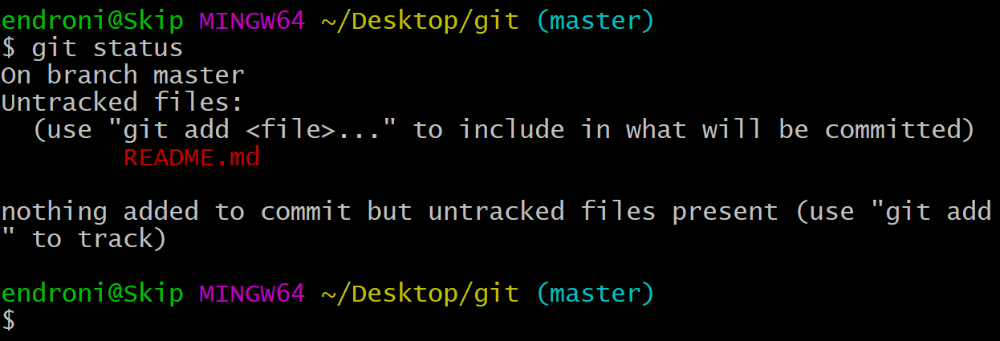 endroni@Skip MINGW64 ~/Desktop/git (master)
$ git status
On branch master
Untracked files:
  (use "git add <file>..." to include in what will be committed)
        README.md

nothing added to commit but untracked files present (use "git add
" to track)

endroni@Skip MINGW64 ~/Desktop/git (master)
$